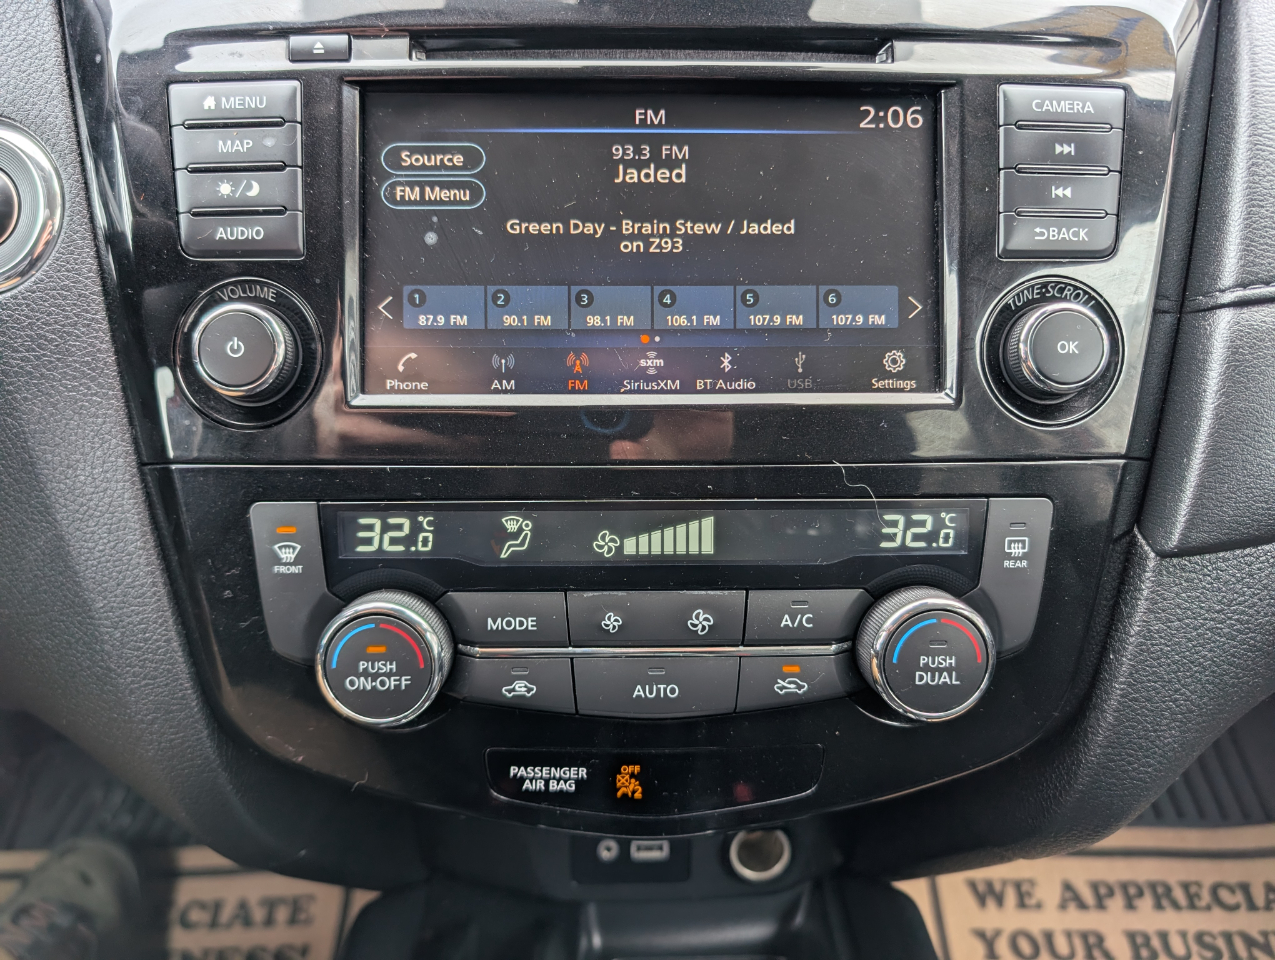 MENU
MAP
AUDIO
VOLUME
FM
2:06
Source
FM Menu
93.3 FM
Jaded
Green Day - Brain Stew / Jaded
on Z93
1 87.9 FM
2 90.1 FM
3 98.1 FM
4 106.1 FM
5 107.9 FM
6 107.9 FM
Phone
AM
FM
sxm
SiriusXM
BT Audio
USB
Settings
CAMERA
BACK
TUNE·SCROLL
OK
32.0 °C
32.0 °C
FRONT
REAR
MODE
A/C
PUSH
ON·OFF
AUTO
PUSH
DUAL
PASSENGER
AIR BAG
OFF
2
CIATE
NESS!
WE APPRECIA
YOUR BUSIN